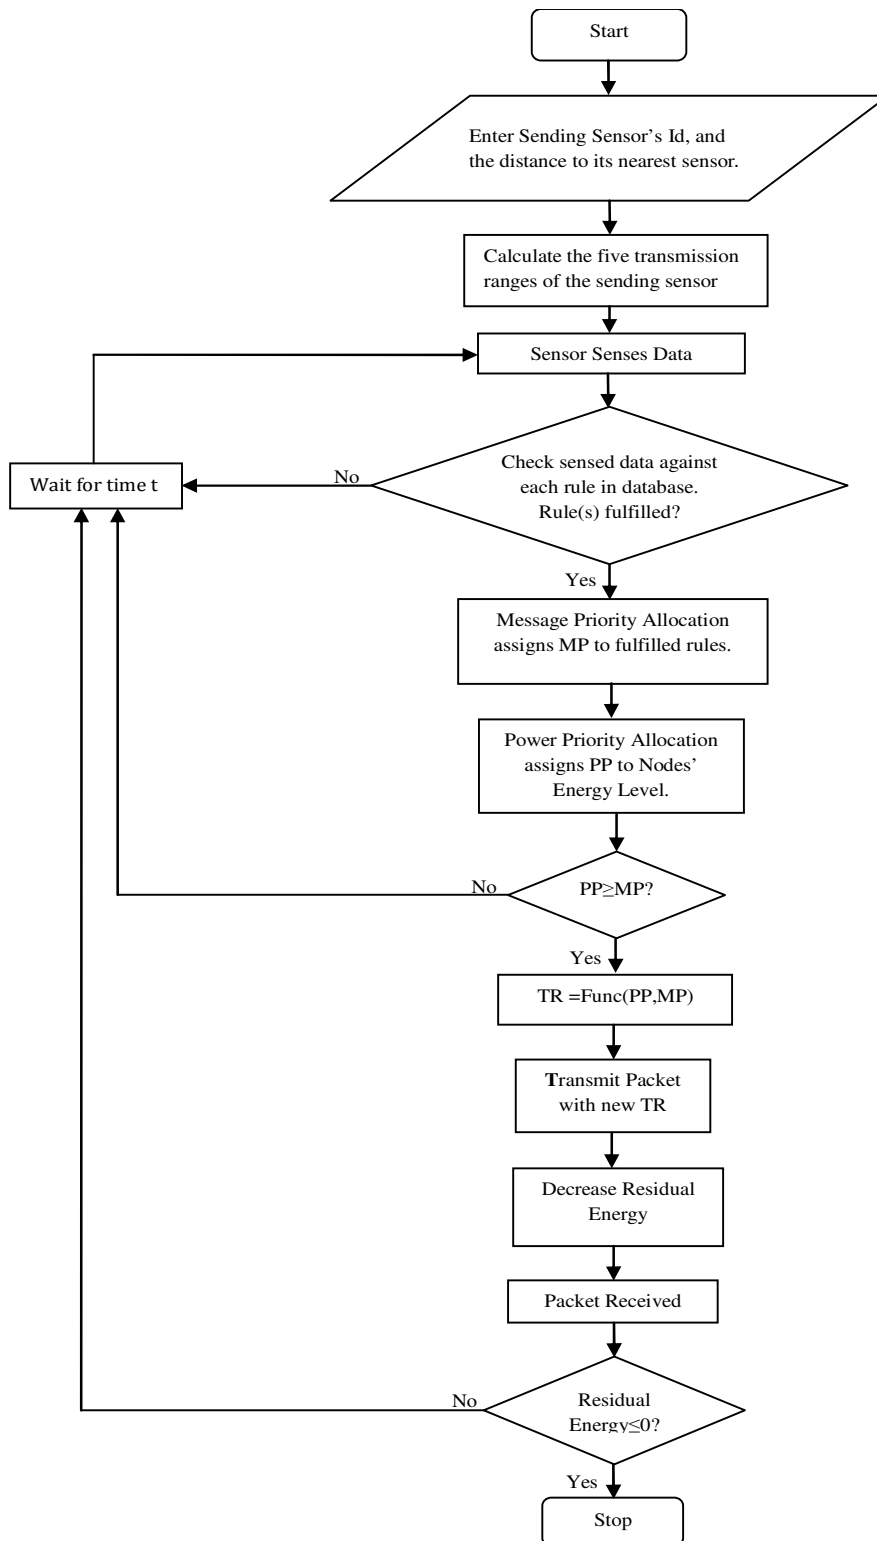 Start
Enter Sending Sensor's Id, and
the distance to its nearest sensor.
Calculate the five transmission
ranges of the sending sensor
Sensor Senses Data
Wait for time t
No
Check sensed data against
each rule in database.
Rule(s) fulfilled?
Yes
Message Priority Allocation
assigns MP to fulfilled rules.
Power Priority Allocation
assigns PP to Nodes'
Energy Level.
No
PP≥MP?
Yes
TR =Func(PP,MP)
Transmit Packet
with new TR
Decrease Residual
Energy
Packet Received
No
Residual
Energy≤0?
Yes
Stop